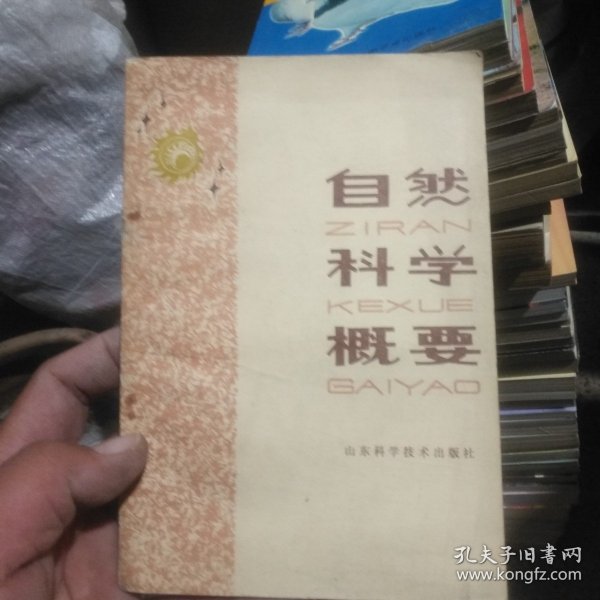 自然
ZIRAN
科学
KEXUE
概要
GAIYAO
山东科学技术出版社
孔夫子旧书网
www.kongfz.com